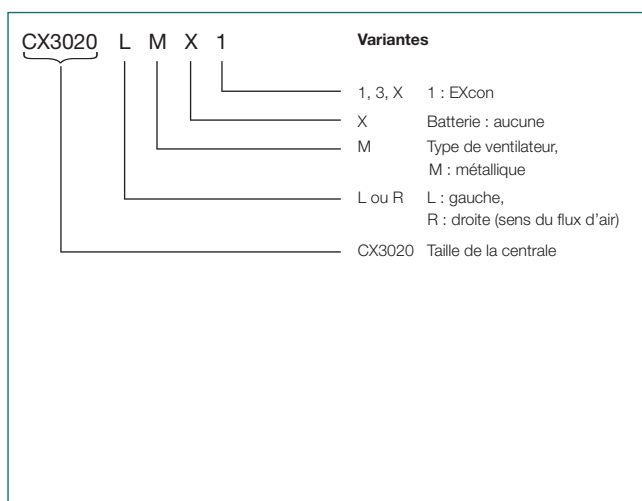 CX3020 L M X 1
Variantes
1, 3, X 1 : EXcon
X Batterie : aucune
M Type de ventilateur,
M : métallique
L ou R L : gauche,
R : droite (sens du flux d'air)
CX3020 Taille de la centrale